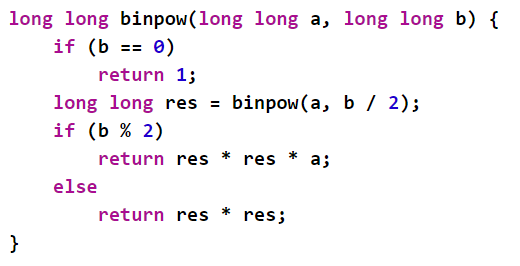 long long binpow(long long a, long long b) {
    if (b == 0)
        return 1;
    long long res = binpow(a, b / 2);
    if (b % 2)
        return res * res * a;
    else
        return res * res;
}